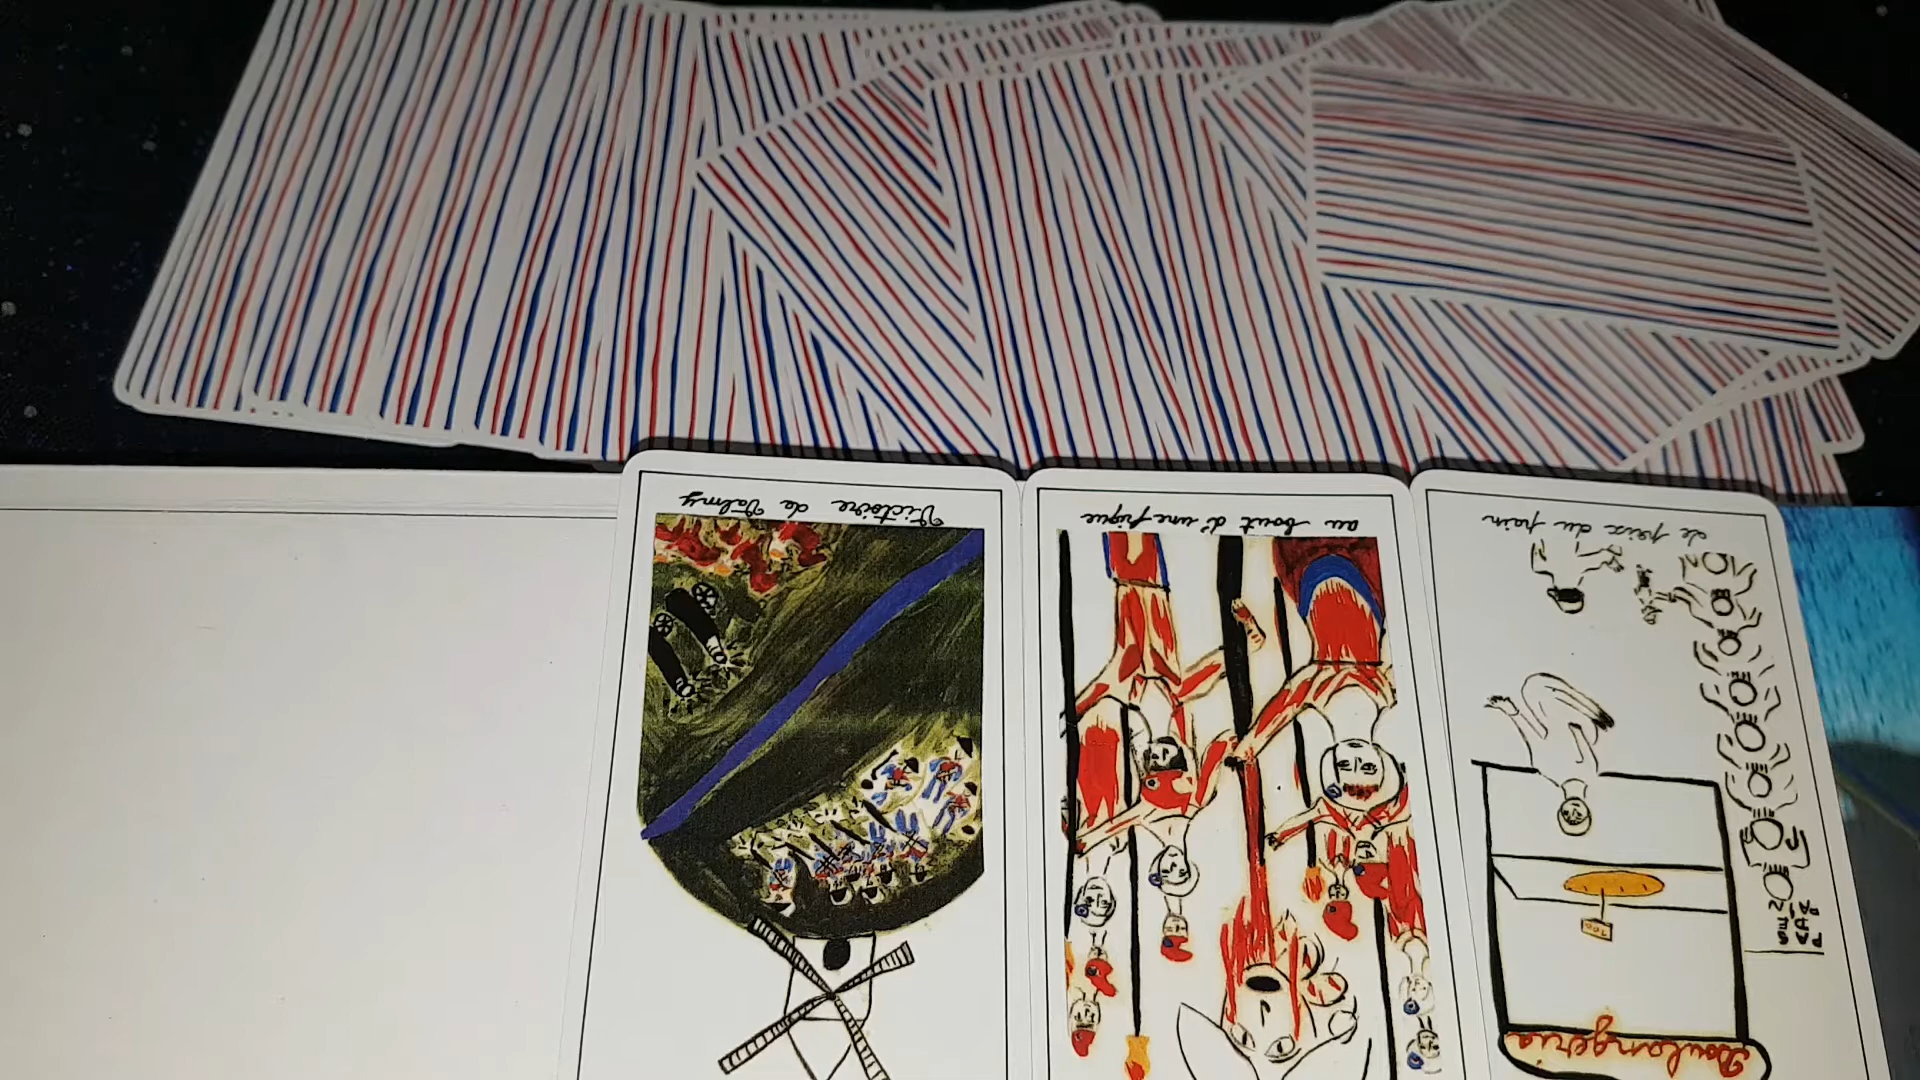 Victoire de Valmy
au bout d'une pique
le prix du pain
Boulangerie